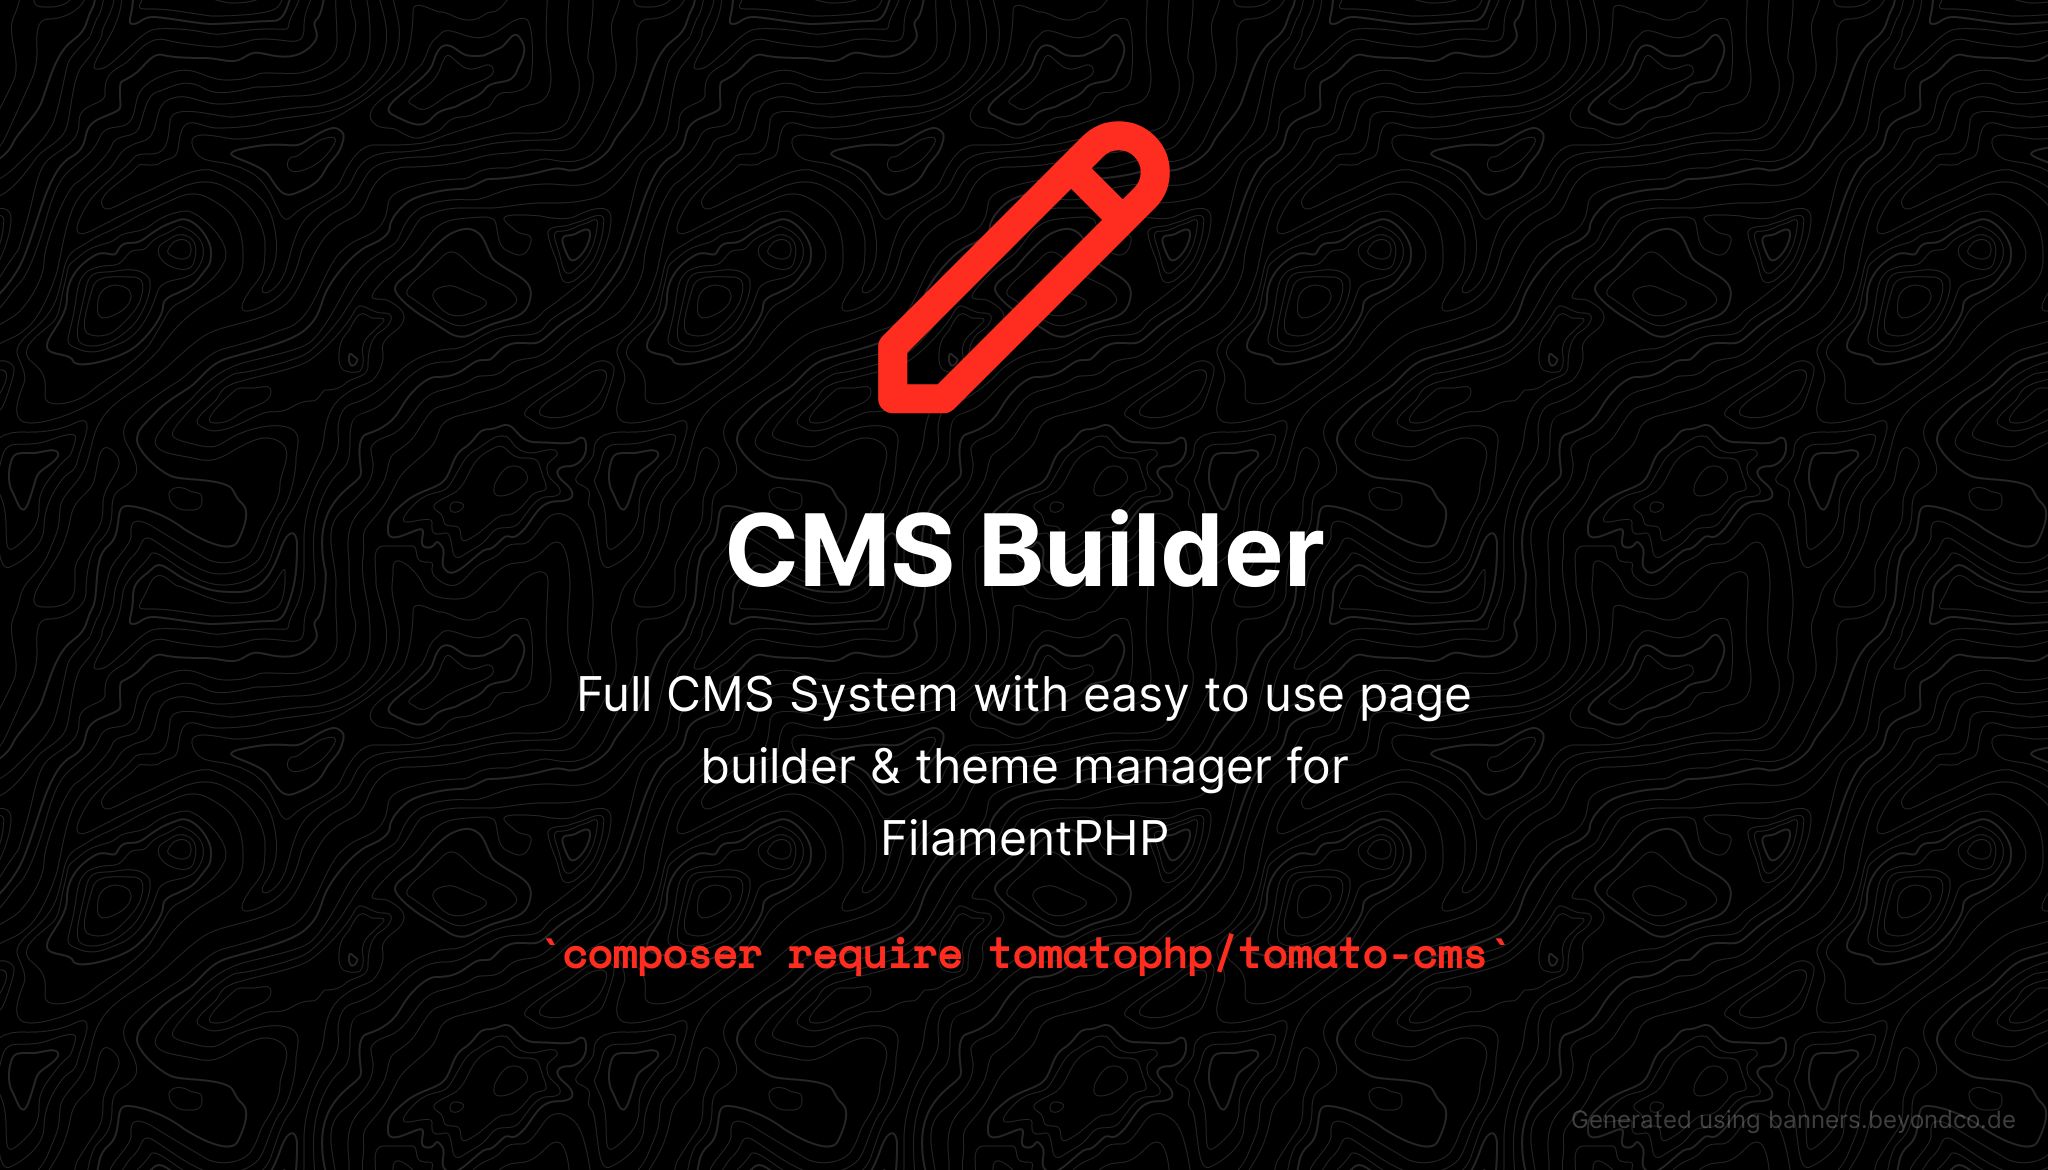 CMS Builder
Full CMS System with easy to use page
builder & theme manager for
FilamentPHP
`composer require tomatophp/tomato-cms`
Generated using banners.beyondco.de